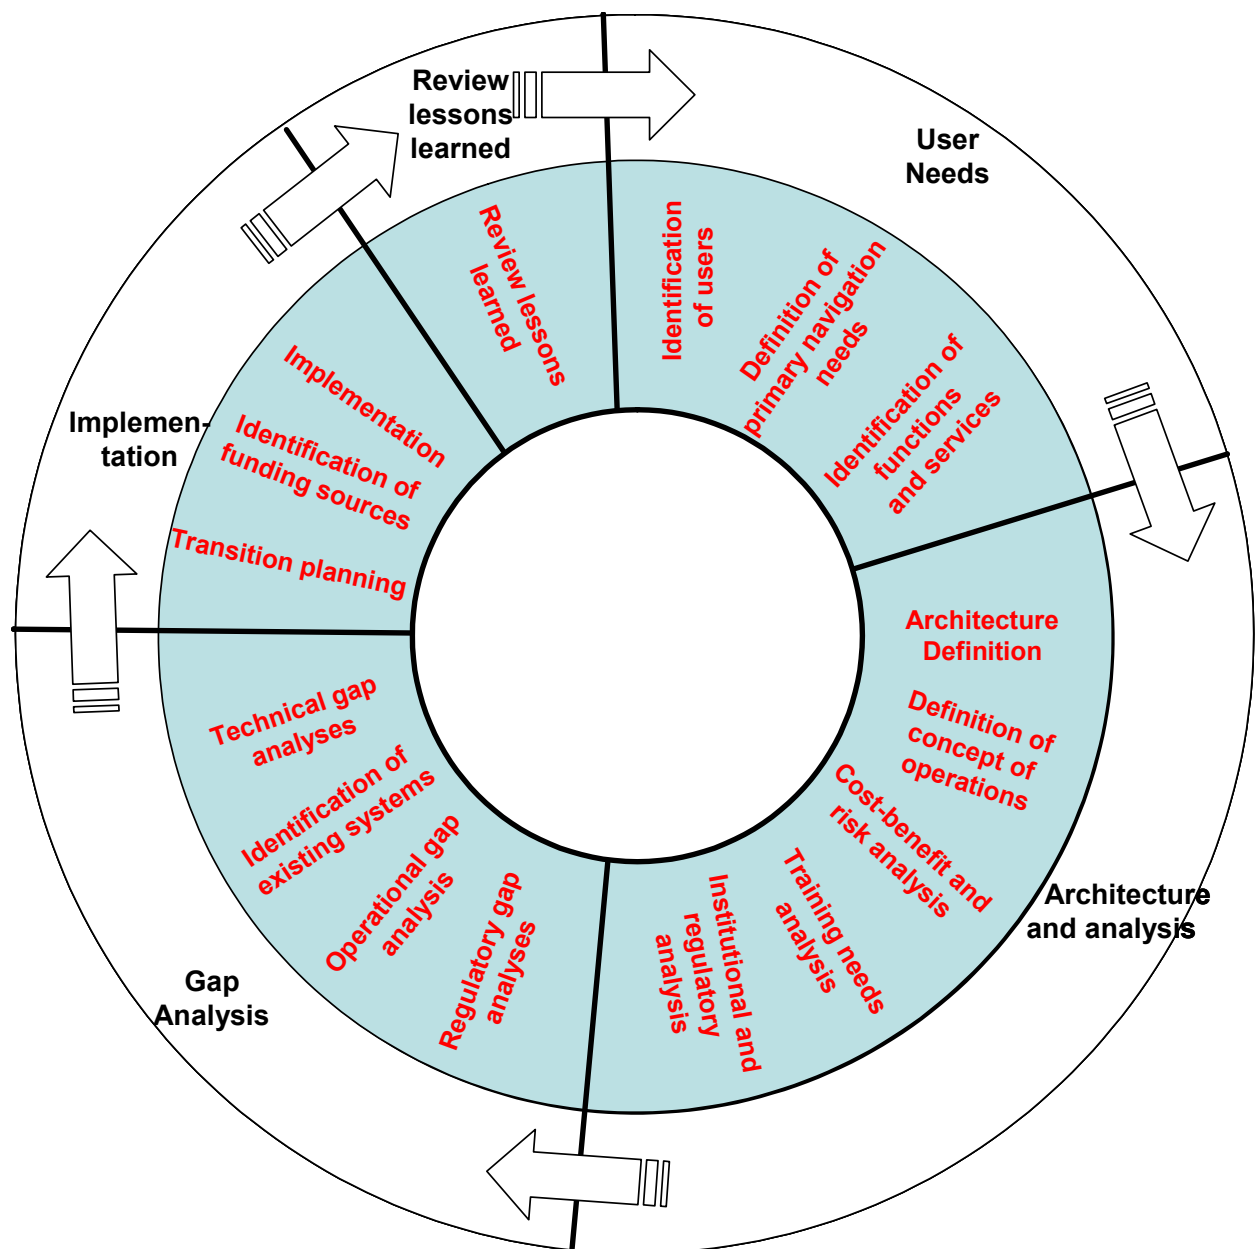 Review
lessons
learned
User
Needs
Identification
of users
Definition of
primary navigation
needs
Identification of
functions
and services
Architecture
Definition
Definition of
concept of
operations
Cost-benefit and
risk analysis
Training needs
analysis
Institutional and
regulatory
analysis
Architecture
and analysis
Regulatory gap
analyses
Operational gap
analysis
Identification of
existing systems
Technical gap
analyses
Gap
Analysis
Transition planning
Identification of
funding sources
Implementation
Implemen-
tation
Review lessons
learned